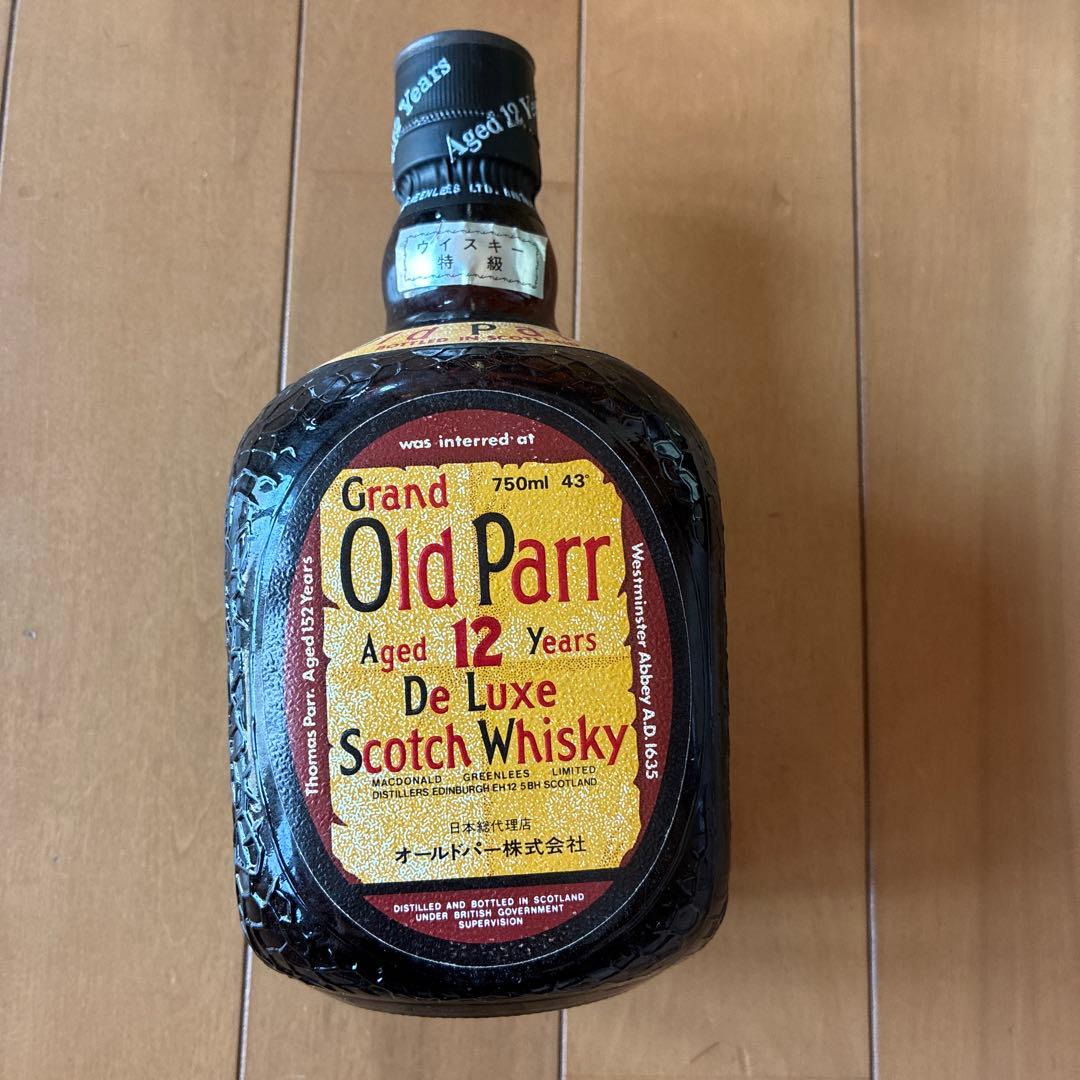 Years
Aged 12
GREENLEES LTD.
ウイスキー
特級
BOTTLED IN SCOTLAND
was interred at
Thomas Parr. Aged 152 Years
Westminster Abbey A.D. 1635
Grand 750ml 43°
Old Parr
Aged 12 Years
De Luxe
Scotch Whisky
MACDONALD GREENLEES LIMITED
DISTILLERS EDINBURGH EH12 5BH SCOTLAND
日本総代理店
オールドパー株式会社
DISTILLED AND BOTTLED IN SCOTLAND
UNDER BRITISH GOVERNMENT
SUPERVISION